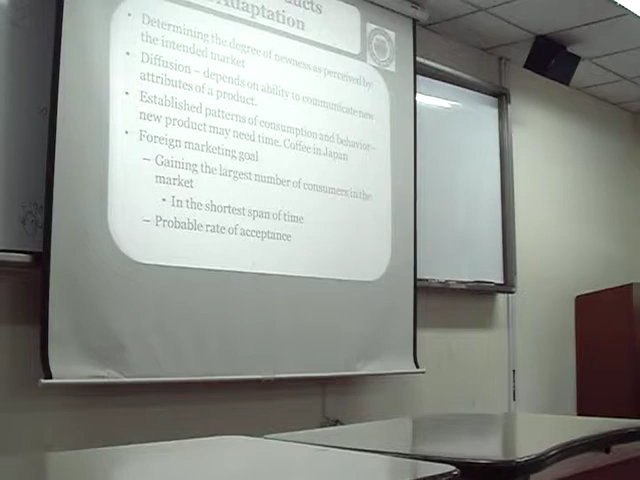 ucts
Adaptation
• Determining the degree of newness as perceived by
the intended market
• Diffusion – depends on ability to communicate new
attributes of a product.
• Established patterns of consumption and behavior –
new product may need time. Coffee in Japan
• Foreign marketing goal
– Gaining the largest number of consumers in the
market
• In the shortest span of time
– Probable rate of acceptance